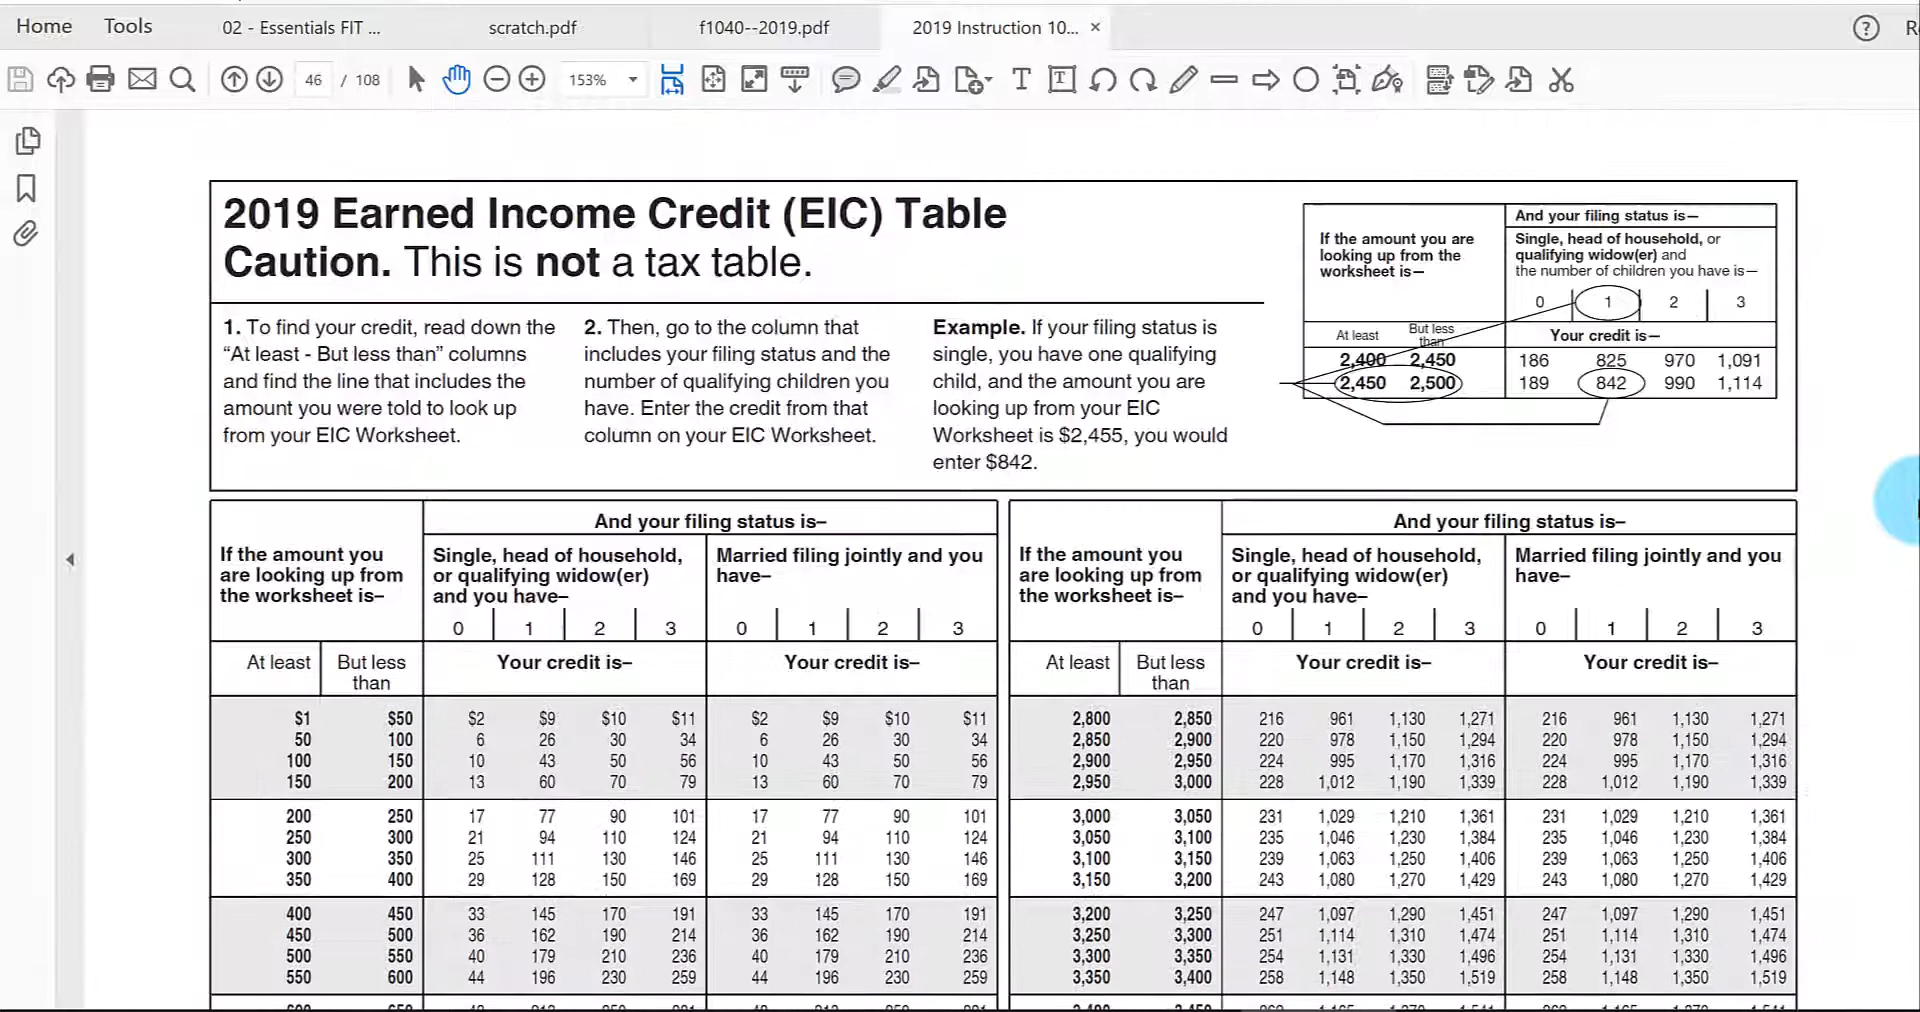 Home Tools 02 - Essentials FIT ... scratch.pdf f1040--2019.pdf 2019 Instruction 10... ×
46 / 108 153%
2019 Earned Income Credit (EIC) Table
Caution. This is not a tax table.
1. To find your credit, read down the
“At least - But less than” columns
and find the line that includes the
amount you were told to look up
from your EIC Worksheet.
2. Then, go to the column that
includes your filing status and the
number of qualifying children you
have. Enter the credit from that
column on your EIC Worksheet.
Example. If your filing status is
single, you have one qualifying
child, and the amount you are
looking up from your EIC
Worksheet is $2,455, you would
enter $842.
And your filing status is–
If the amount you are
looking up from the
worksheet is–
Single, head of household, or
qualifying widow(er) and
the number of children you have is–
0 1 2 3
At least But less than Your credit is–
2,400 2,450 186 825 970 1,091
2,450 2,500 189 842 990 1,114
And your filing status is–
If the amount you
are looking up from
the worksheet is–
Single, head of household,
or qualifying widow(er)
and you have–
Married filing jointly and you
have–
0 1 2 3 0 1 2 3
At least But less than Your credit is– Your credit is–
$1 $50 $2 $9 $10 $11 $2 $9 $10 $11
50 100 6 26 30 34 6 26 30 34
100 150 10 43 50 56 10 43 50 56
150 200 13 60 70 79 13 60 70 79
200 250 17 77 90 101 17 77 90 101
250 300 21 94 110 124 21 94 110 124
300 350 25 111 130 146 25 111 130 146
350 400 29 128 150 169 29 128 150 169
400 450 33 145 170 191 33 145 170 191
450 500 36 162 190 214 36 162 190 214
500 550 40 179 210 236 40 179 210 236
550 600 44 196 230 259 44 196 230 259
And your filing status is–
If the amount you
are looking up from
the worksheet is–
Single, head of household,
or qualifying widow(er)
and you have–
Married filing jointly and you
have–
0 1 2 3 0 1 2 3
At least But less than Your credit is– Your credit is–
2,800 2,850 216 961 1,130 1,271 216 961 1,130 1,271
2,850 2,900 220 978 1,150 1,294 220 978 1,150 1,294
2,900 2,950 224 995 1,170 1,316 224 995 1,170 1,316
2,950 3,000 228 1,012 1,190 1,339 228 1,012 1,190 1,339
3,000 3,050 231 1,029 1,210 1,361 231 1,029 1,210 1,361
3,050 3,100 235 1,046 1,230 1,384 235 1,046 1,230 1,384
3,100 3,150 239 1,063 1,250 1,406 239 1,063 1,250 1,406
3,150 3,200 243 1,080 1,270 1,429 243 1,080 1,270 1,429
3,200 3,250 247 1,097 1,290 1,451 247 1,097 1,290 1,451
3,250 3,300 251 1,114 1,310 1,474 251 1,114 1,310 1,474
3,300 3,350 254 1,131 1,330 1,496 254 1,131 1,330 1,496
3,350 3,400 258 1,148 1,350 1,519 258 1,148 1,350 1,519